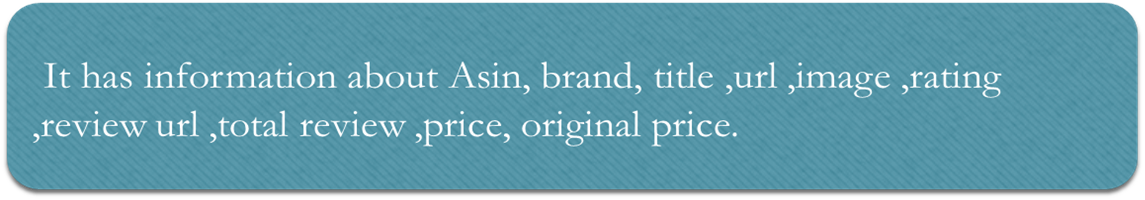 It has information about Asin, brand, title ,url ,image ,rating
,review url ,total review ,price, original price.